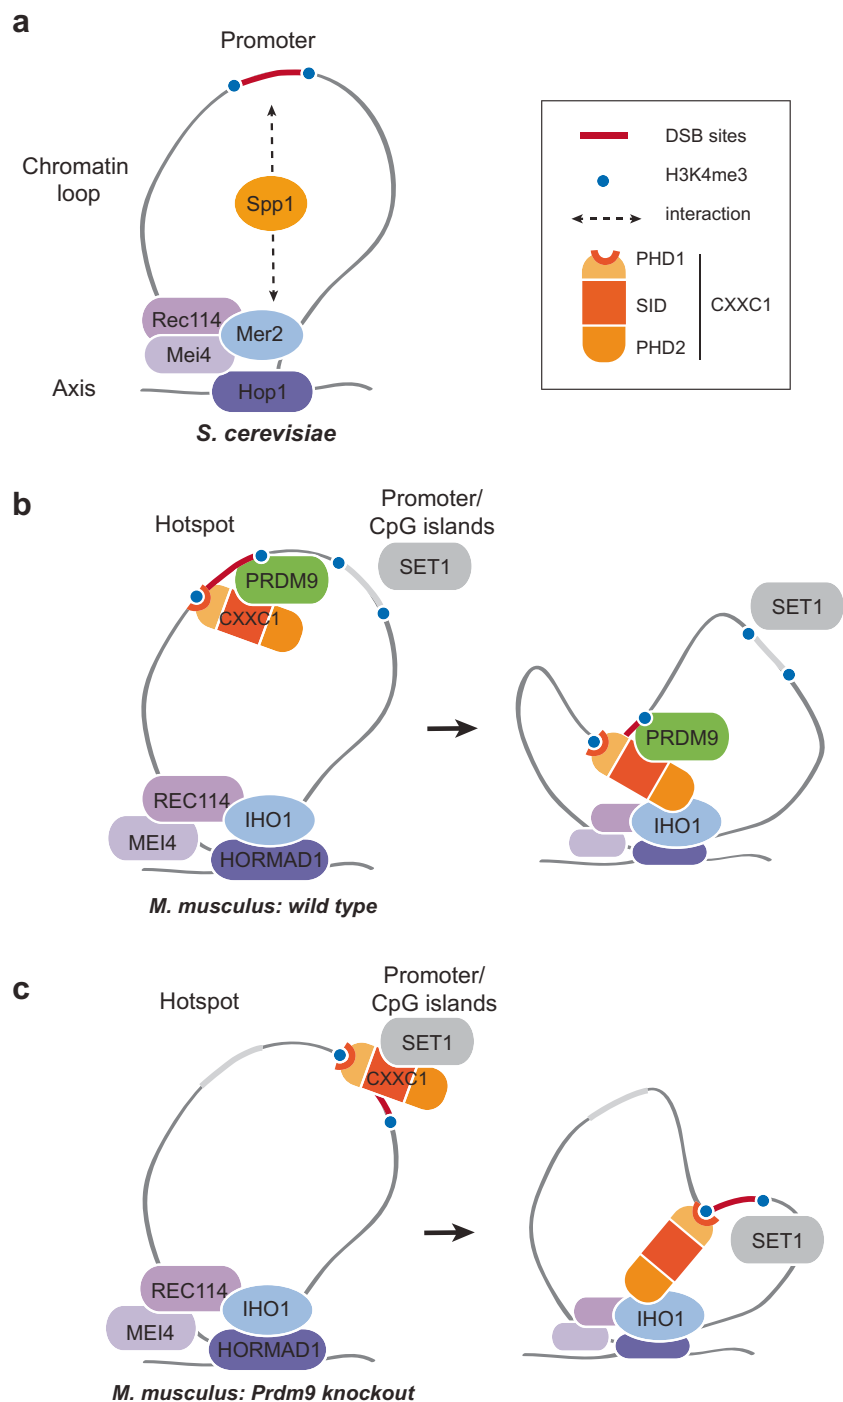 a
Promoter
Chromatin
loop
Spp1
Rec114
Mer2
Mei4
Axis
Hop1
S. cerevisiae
DSB sites
H3K4me3
interaction
PHD1
SID
CXXC1
PHD2
b
Hotspot
Promoter/
CpG islands
SET1
PRDM9
CXXC1
REC114
IHO1
MEI4
HORMAD1
M. musculus: wild type
SET1
PRDM9
IHO1
c
Hotspot
Promoter/
CpG islands
SET1
CXXC1
REC114
IHO1
MEI4
HORMAD1
M. musculus: Prdm9 knockout
SET1
IHO1